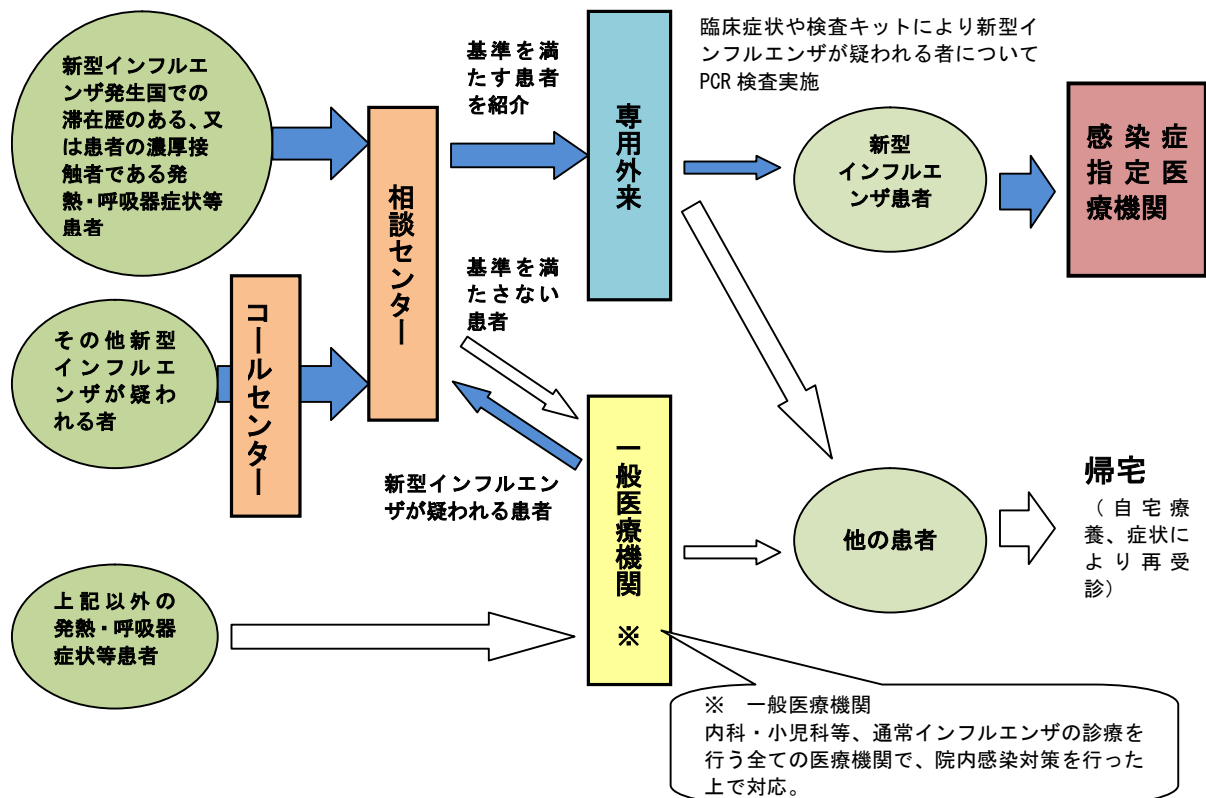 新型インフルエ
ンザ発生国での
滞在歴のある、又
は患者の濃厚接
触者である発
熱・呼吸器症状等
患者
基準を満
たす患者
を紹介
臨床症状や検査キットにより新型イ
ンフルエンザが疑われる者について
PCR 検査実施
専用外来
新型
インフルエ
ンザ患者
感染症
指定医
療機関
相談センター
基準を満
たさない
患者
コールセンター
その他新型
インフルエ
ンザが疑わ
れる者
新型インフルエン
ザが疑われる患者
一般医療機関 ※
他の患者
帰宅
(自宅療
養、症状に
より再受
診)
上記以外の
発熱・呼吸器
症状等患者
※ 一般医療機関
内科・小児科等、通常インフルエンザの診療を
行う全ての医療機関で、院内感染対策を行った
上で対応。